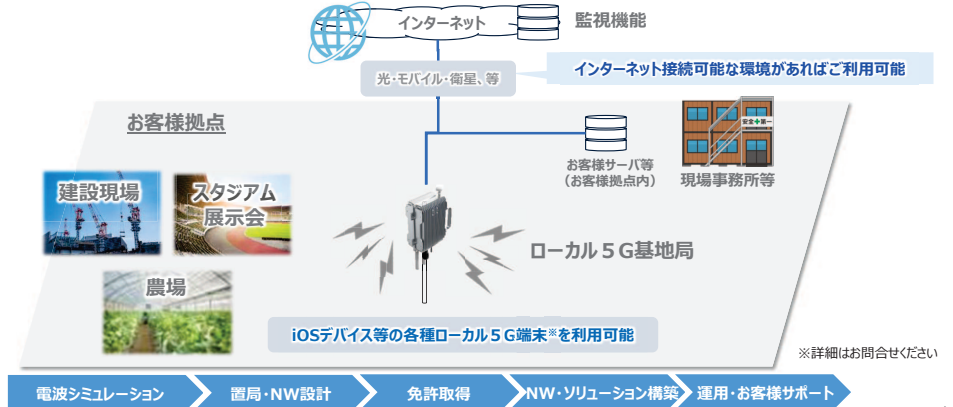 インターネット
監視機能
光・モバイル・衛星、等
インターネット接続可能な環境があればご利用可能
お客様拠点
安全✚第一
お客様サーバ等
（お客様拠点内）
現場事務所等
建設現場
スタジアム
展示会
農場
ローカル５G基地局
iOSデバイス等の各種ローカル５G端末※を利用可能
※詳細はお問合せください
電波シミュレーション
置局・NW設計
免許取得
NW・ソリューション構築
運用・お客様サポート